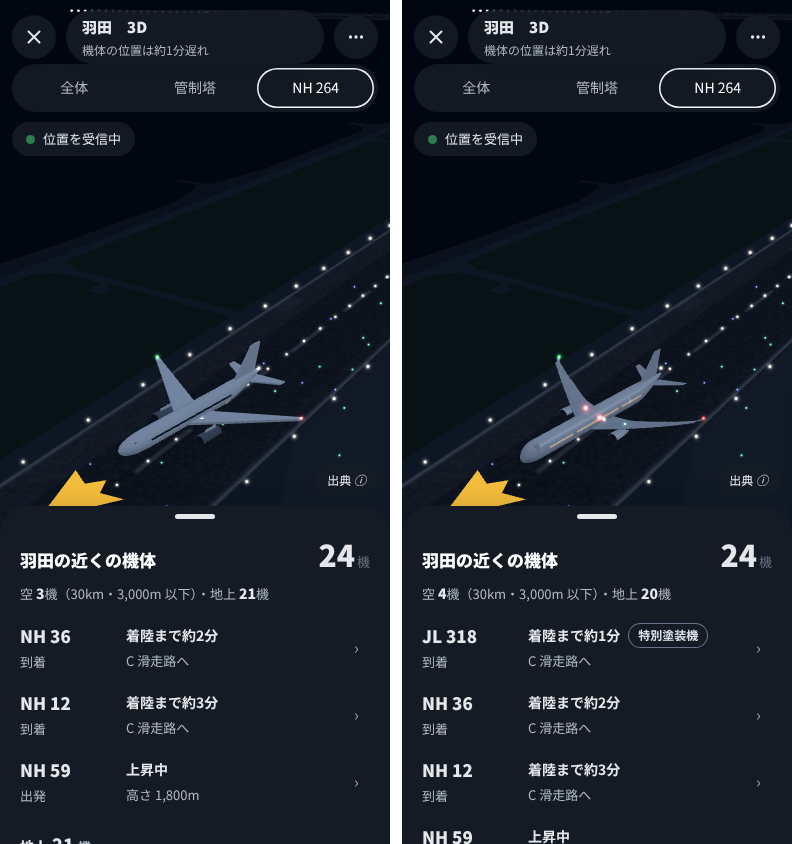 羽田 3D
機体の位置は約1分遅れ
全体 管制塔 NH 264
位置を受信中
出典 ⓘ
羽田の近くの機体 24機
空 3機（30km・3,000m 以下）・地上 21機
NH 36 着陸まで約2分
到着 C 滑走路へ
NH 12 着陸まで約3分
到着 C 滑走路へ
NH 59 上昇中
出発 高さ 1,800m
地上 21 機
羽田 3D
機体の位置は約1分遅れ
全体 管制塔 NH 264
位置を受信中
出典 ⓘ
羽田の近くの機体 24機
空 4機（30km・3,000m 以下）・地上 20機
JL 318 着陸まで約1分 特別塗装機
到着 C 滑走路へ
NH 36 着陸まで約2分
到着 C 滑走路へ
NH 12 着陸まで約3分
到着 C 滑走路へ
NH 59 上昇中